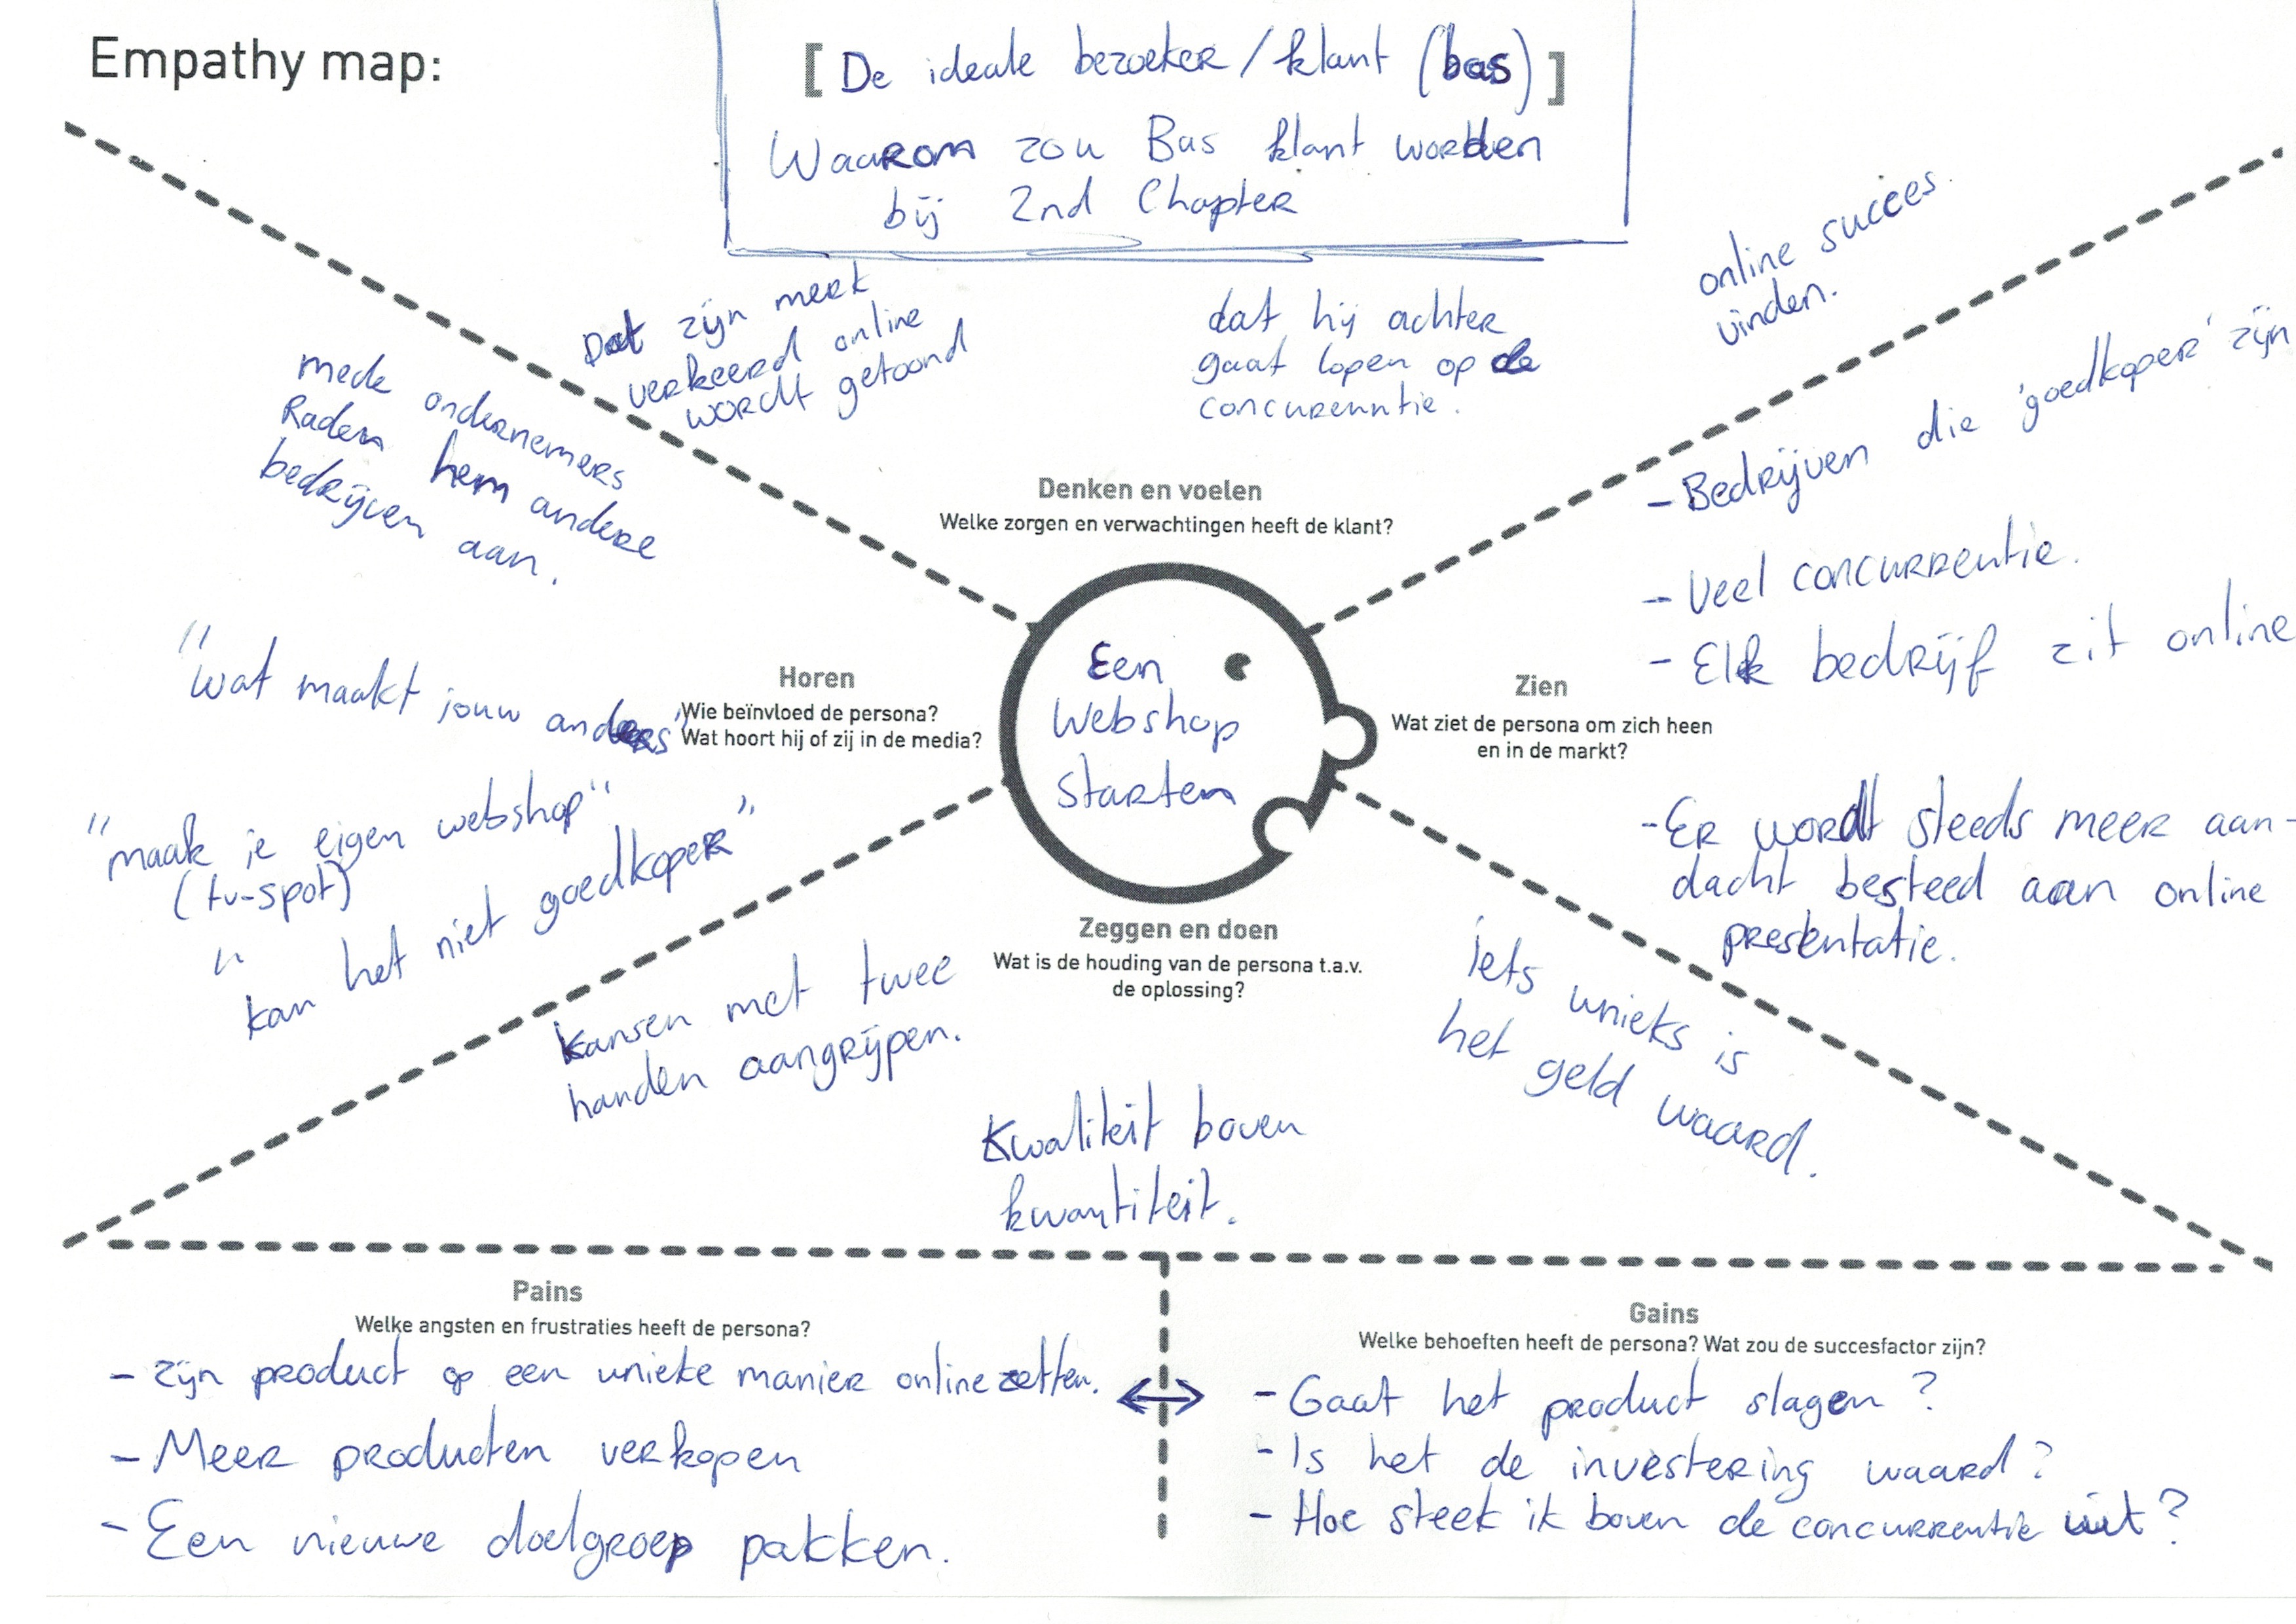 Empathy map:
[ De ideale bezoeker / klant (bas) ]
Waarom zou Bas klant worden
bij 2nd Chapter
Dat zijn merk
verkeerd online
wordt getoond
dat hij achter
gaat lopen op de
concurenntie.
online succes.
vinden.
Denken en voelen
Welke zorgen en verwachtingen heeft de klant?
mede ondernemers
Raden hem andere
bedrijven aan.
"Wat maakt jouw anders"
"maak je eigen webshop"
(tv-spot)
"kan het niet goedkoper"
Horen
Wie beïnvloed de persona?
Wat hoort hij of zij in de media?
Een
Webshop
Starten
Zien
Wat ziet de persona om zich heen
en in de markt?
- Bedrijven die 'goedkoper' zijn
- Veel concurrentie.
- Elk bedrijf zit online
- Er wordt steeds meer aan-
dacht besteed aan online
presentatie.
Zeggen en doen
Wat is de houding van de persona t.a.v.
de oplossing?
Kansen met twee
handen aangrijpen.
Kwaliteit boven
kwantiteit.
iets unieks is
het geld waard.
Pains
Welke angsten en frustraties heeft de persona?
- Zijn product op een unieke manier online zetten.
- Meer producten verkopen
- Een nieuwe doelgroep pakken.
Gains
Welke behoeften heeft de persona? Wat zou de succesfactor zijn?
- Gaat het product slagen?
- Is het de investering waard?
- Hoe steek ik boven de concurrentie uit?